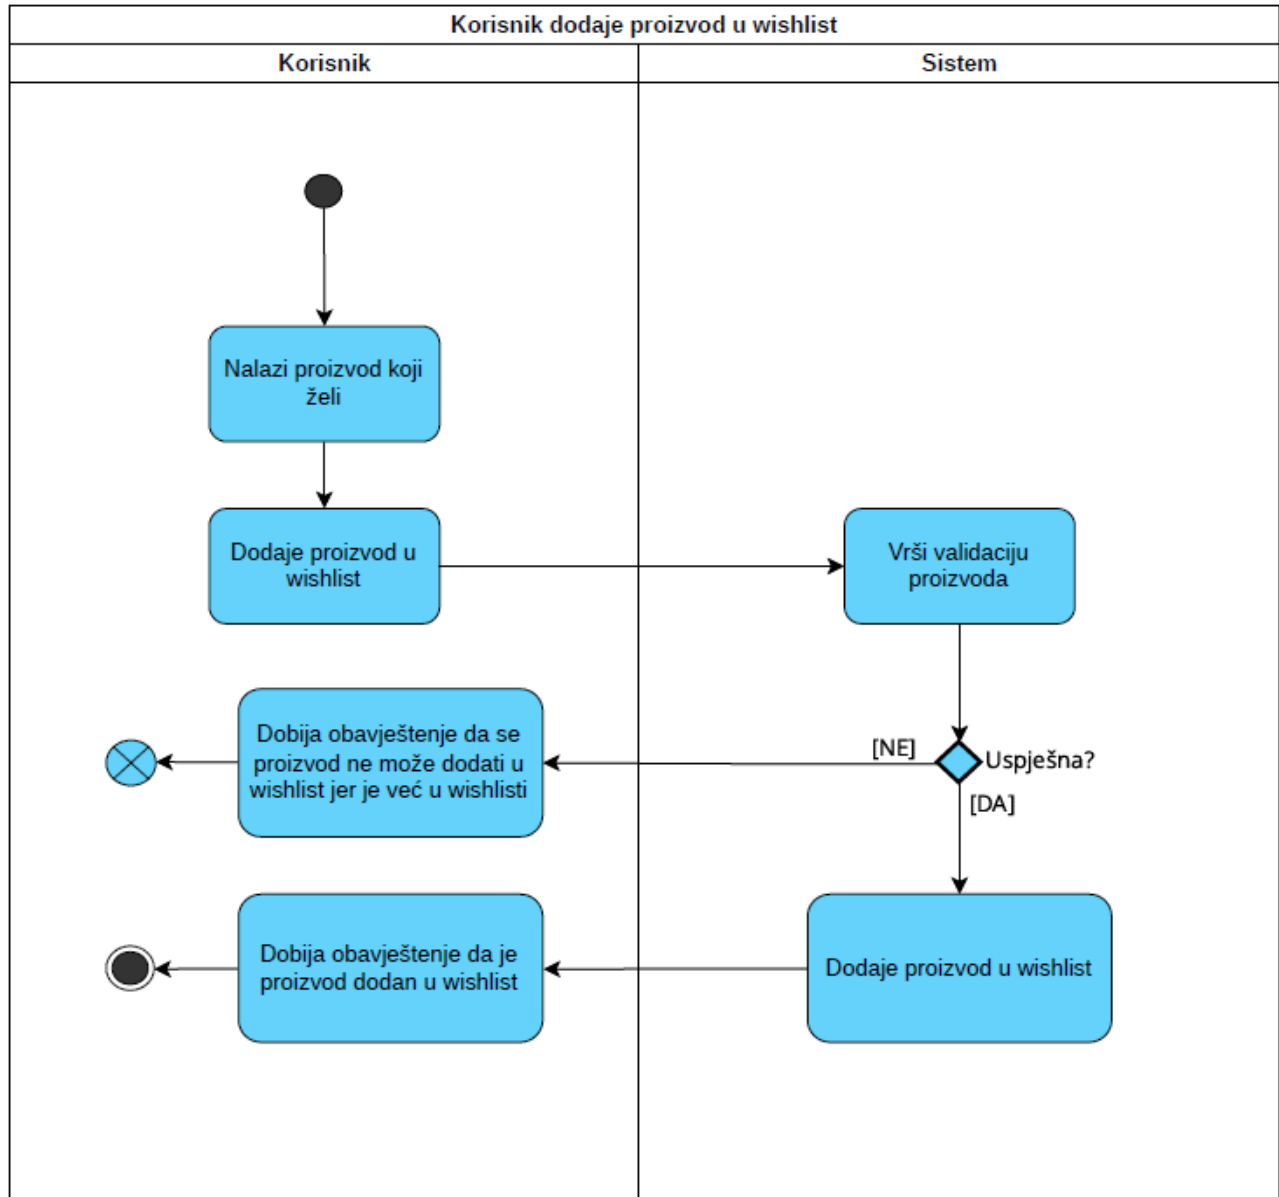 Korisnik dodaje proizvod u wishlist
Korisnik
Sistem
Nalazi proizvod koji
želi
Dodaje proizvod u
wishlist
Vrši validaciju
proizvoda
Dobija obavještenje da se
proizvod ne može dodati u
wishlist jer je već u wishlisti
[NE]
Uspješna?
[DA]
Dobija obavještenje da je
proizvod dodan u wishlist
Dodaje proizvod u wishlist